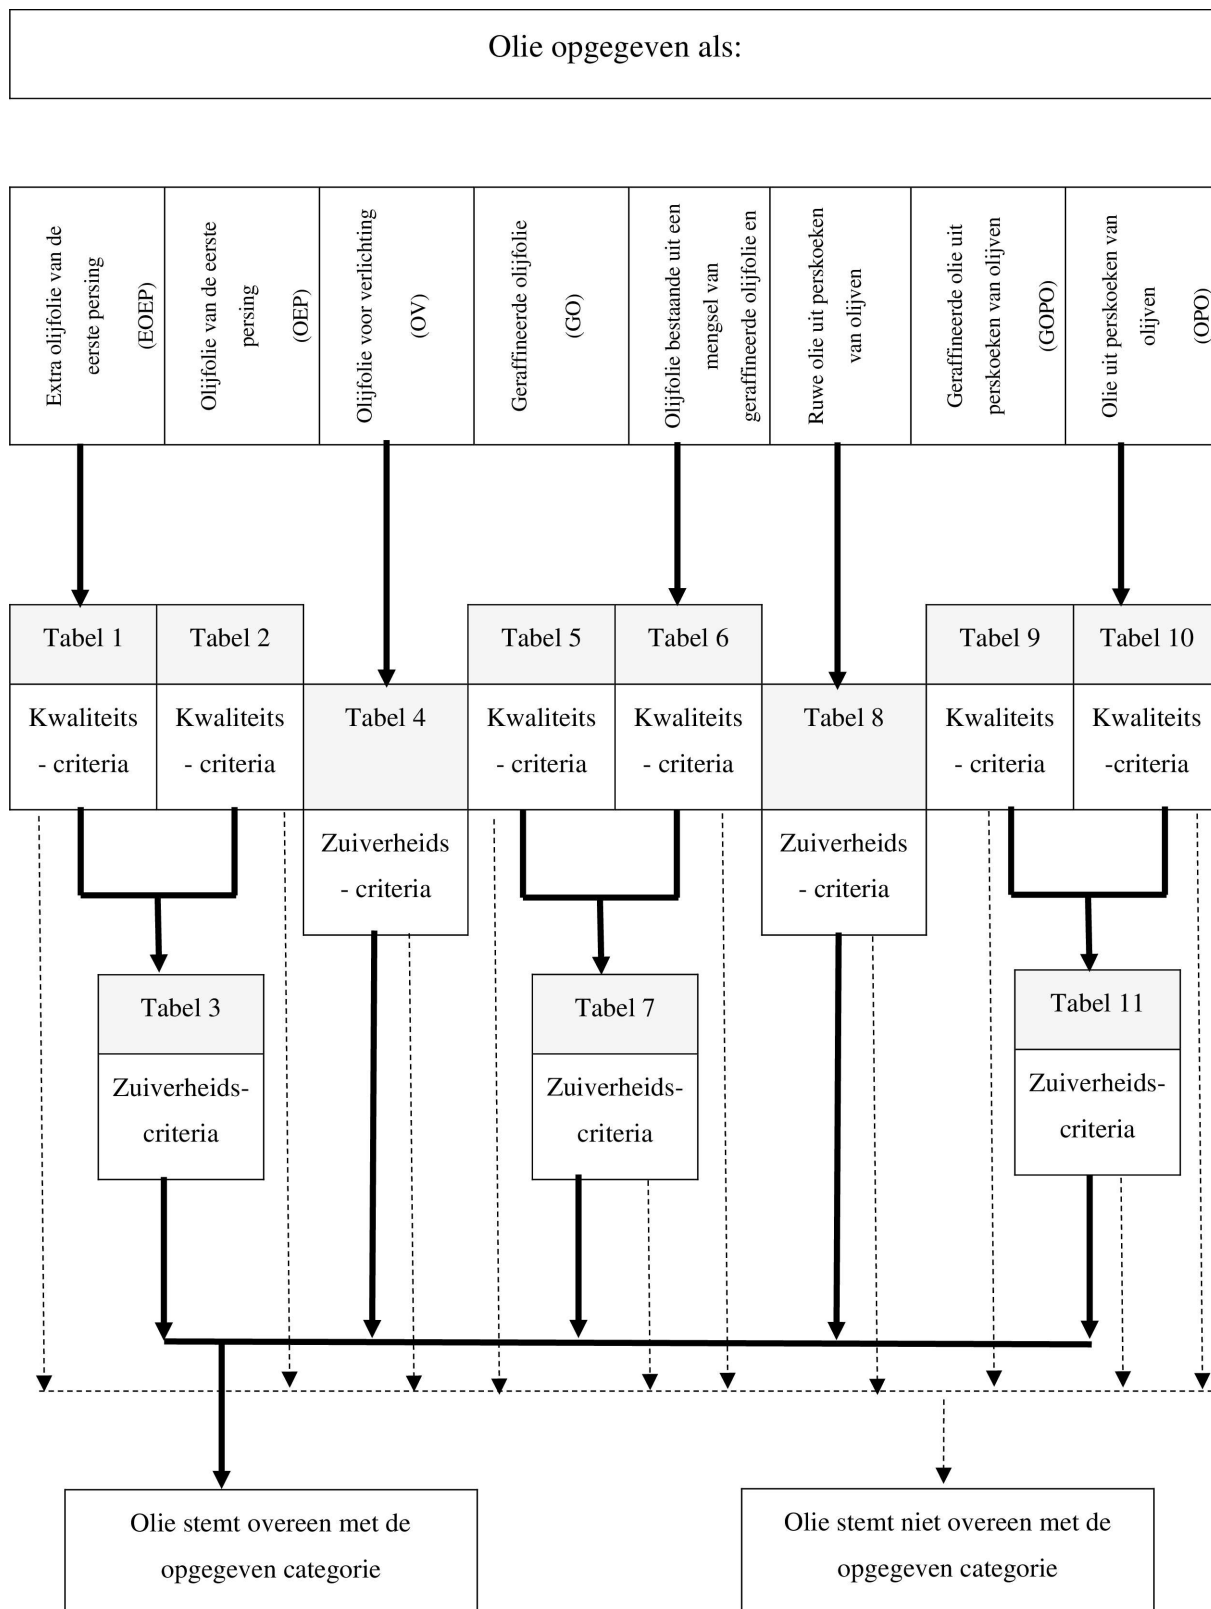 Olie opgegeven als:
Extra olijfolie van de
eerste persing
(EOEP)
Olijfolie van de eerste
persing
(OEP)
Olijfolie voor verlichting
(OV)
Geraffineerde olijfolie
(GO)
Olijfolie bestaande uit een
mengsel van
geraffineerde olijfolie en
Ruwe olie uit perskoeken
van olijven
Geraffineerde olie uit
perskoeken van olijven
(GOPO)
Olie uit perskoeken van
olijven
(OPO)
Tabel 1
Kwaliteits
- criteria
Tabel 2
Kwaliteits
- criteria
Tabel 4
Zuiverheids
- criteria
Tabel 5
Kwaliteits
- criteria
Tabel 6
Kwaliteits
- criteria
Tabel 8
Zuiverheids
- criteria
Tabel 9
Kwaliteits
- criteria
Tabel 10
Kwaliteits
-criteria
Tabel 3
Zuiverheids-
criteria
Tabel 7
Zuiverheids-
criteria
Tabel 11
Zuiverheids-
criteria
Olie stemt overeen met de
opgegeven categorie
Olie stemt niet overeen met de
opgegeven categorie